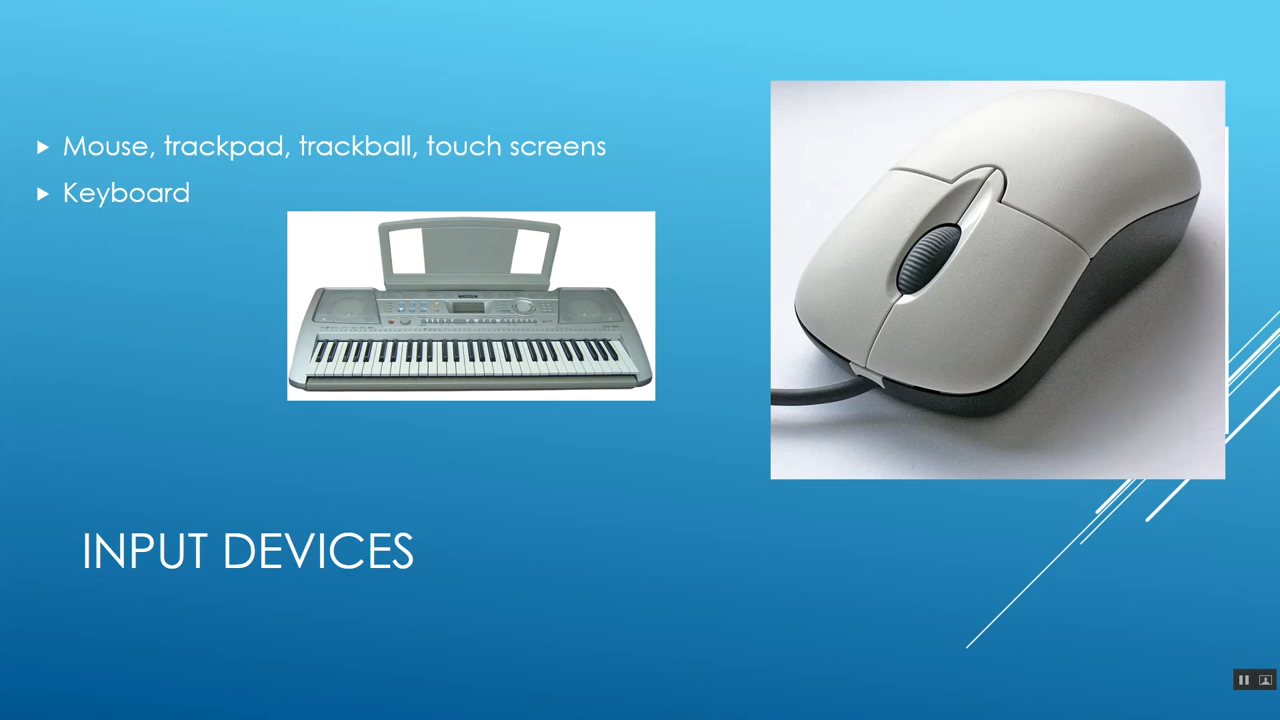 Mouse, trackpad, trackball, touch screens
Keyboard
INPUT DEVICES